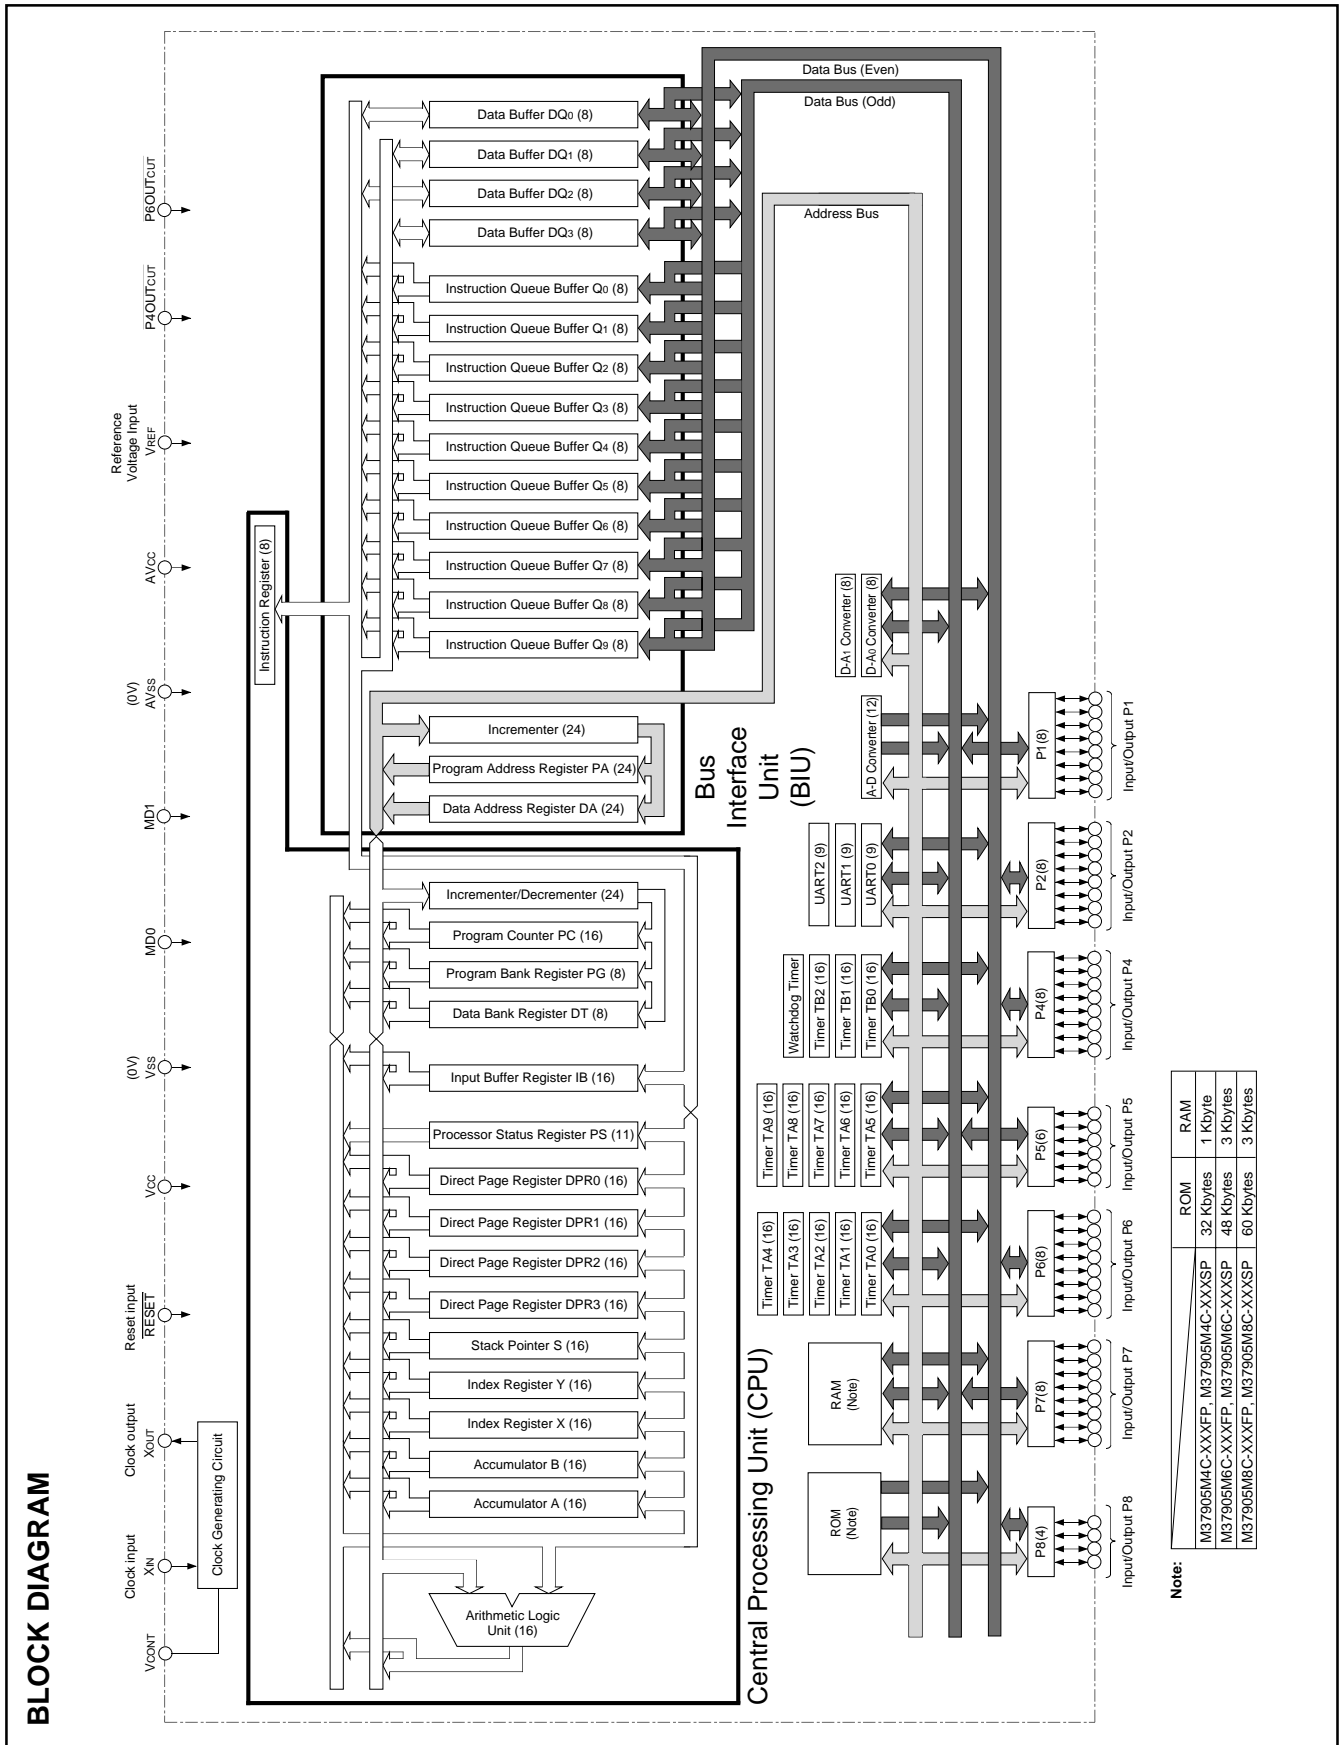 BLOCK DIAGRAM
Data Bus (Even)
Data Bus (Odd)
Address Bus
Data Buffer DQ0 (8)
Data Buffer DQ1 (8)
Data Buffer DQ2 (8)
Data Buffer DQ3 (8)
Instruction Queue Buffer Q0 (8)
Instruction Queue Buffer Q1 (8)
Instruction Queue Buffer Q2 (8)
Instruction Queue Buffer Q3 (8)
Instruction Queue Buffer Q4 (8)
Instruction Queue Buffer Q5 (8)
Instruction Queue Buffer Q6 (8)
Instruction Queue Buffer Q7 (8)
Instruction Queue Buffer Q8 (8)
Instruction Queue Buffer Q9 (8)
Incrementer (24)
Program Address Register PA (24)
Data Address Register DA (24)
Bus
Interface
Unit
(BIU)
Instruction Register (8)
Incrementer/Decrementer (24)
Program Counter PC (16)
Program Bank Register PG (8)
Data Bank Register DT (8)
Input Buffer Register IB (16)
Processor Status Register PS (11)
Direct Page Register DPR0 (16)
Direct Page Register DPR1 (16)
Direct Page Register DPR2 (16)
Direct Page Register DPR3 (16)
Stack Pointer S (16)
Index Register Y (16)
Index Register X (16)
Accumulator B (16)
Accumulator A (16)
Arithmetic Logic
Unit (16)
Central Processing Unit (CPU)
VCONT
Clock input
XIN
Clock output
XOUT
Clock Generating Circuit
Reset input
RESET
VCC
(0V)
VSS
MD0
MD1
(0V)
AVSS
AVCC
Reference
Voltage Input
VREF
P4OUTCUT
P6OUTCUT
ROM
(Note)
RAM
(Note)
Timer TA4 (16)
Timer TA3 (16)
Timer TA2 (16)
Timer TA1 (16)
Timer TA0 (16)
Timer TA9 (16)
Timer TA8 (16)
Timer TA7 (16)
Timer TA6 (16)
Timer TA5 (16)
Watchdog Timer
Timer TB2 (16)
Timer TB1 (16)
Timer TB0 (16)
UART2 (9)
UART1 (9)
UART0 (9)
A-D Converter (12)
D-A1 Converter (8)
D-A0 Converter (8)
P8(4)
P7(8)
P6(8)
P5(6)
P4(8)
P2(8)
P1(8)
Input/Output P8
Input/Output P7
Input/Output P6
Input/Output P5
Input/Output P4
Input/Output P2
Input/Output P1
Note:
ROM RAM
M37905M4C-XXXFP, M37905M4C-XXXSP 32 Kbytes 1 Kbyte
M37905M6C-XXXFP, M37905M6C-XXXSP 48 Kbytes 3 Kbytes
M37905M8C-XXXFP, M37905M8C-XXXSP 60 Kbytes 3 Kbytes